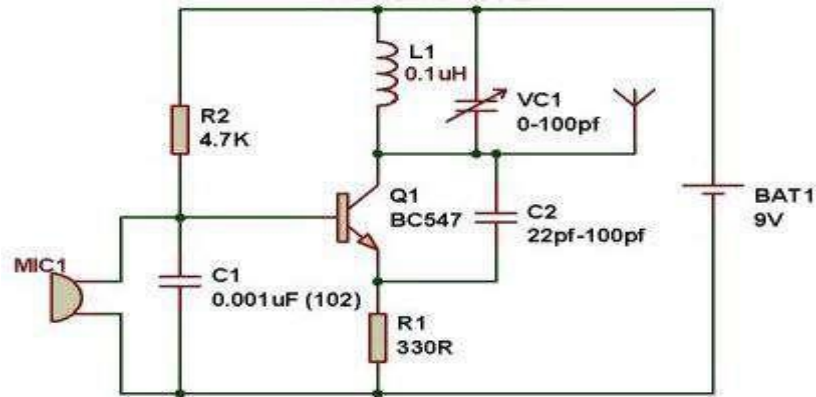 L1
0.1uH
VC1
0-100pf
R2
4.7K
Q1
BC547
C2
22pf-100pf
BAT1
9V
MIC1
C1
0.001uF (102)
R1
330R